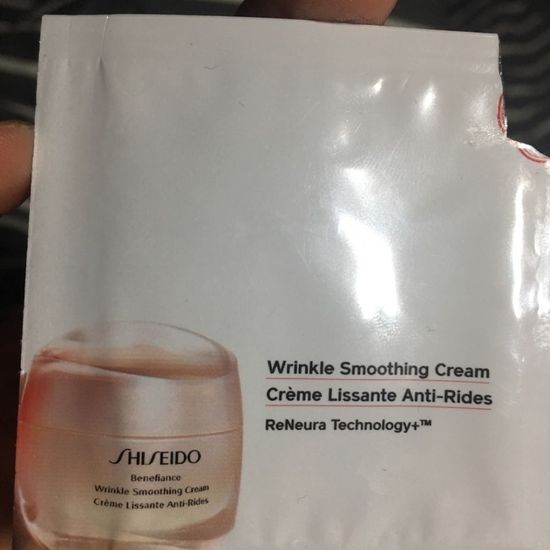 Wrinkle Smoothing Cream
Crème Lissante Anti-Rides
ReNeura Technology+™
SHISEIDO
Benefiance
Wrinkle Smoothing Cream
Crème Lissante Anti-Rides